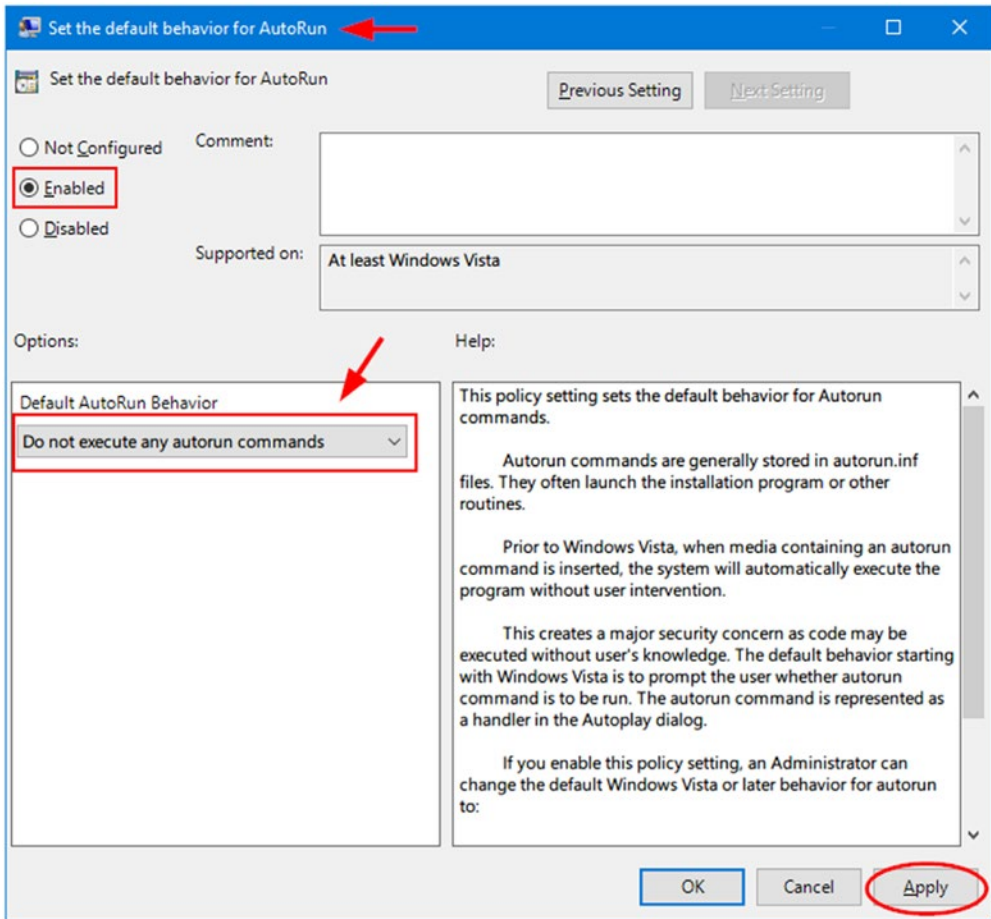 Set the default behavior for AutoRun
Set the default behavior for AutoRun
Previous Setting
Next Setting
Not Configured
Enabled
Disabled
Comment:
Supported on:
At least Windows Vista
Options:
Help:
Default AutoRun Behavior
Do not execute any autorun commands
This policy setting sets the default behavior for Autorun
commands.
Autorun commands are generally stored in autorun.inf
files. They often launch the installation program or other
routines.
Prior to Windows Vista, when media containing an autorun
command is inserted, the system will automatically execute the
program without user intervention.
This creates a major security concern as code may be
executed without user's knowledge. The default behavior starting
with Windows Vista is to prompt the user whether autorun
command is to be run. The autorun command is represented as
a handler in the Autoplay dialog.
If you enable this policy setting, an Administrator can
change the default Windows Vista or later behavior for autorun
to:
OK
Cancel
Apply